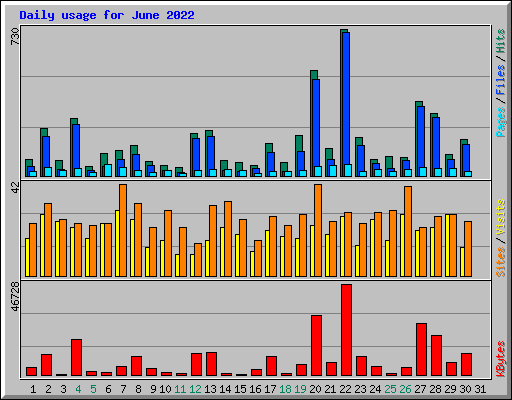 Daily usage for June 2022
730
Pages / Files / Hits
42
Sites / Visits
46728
KBytes
1 2 3 4 5 6 7 8 9 10 11 12 13 14 15 16 17 18 19 20 21 22 23 24 25 26 27 28 29 30 31